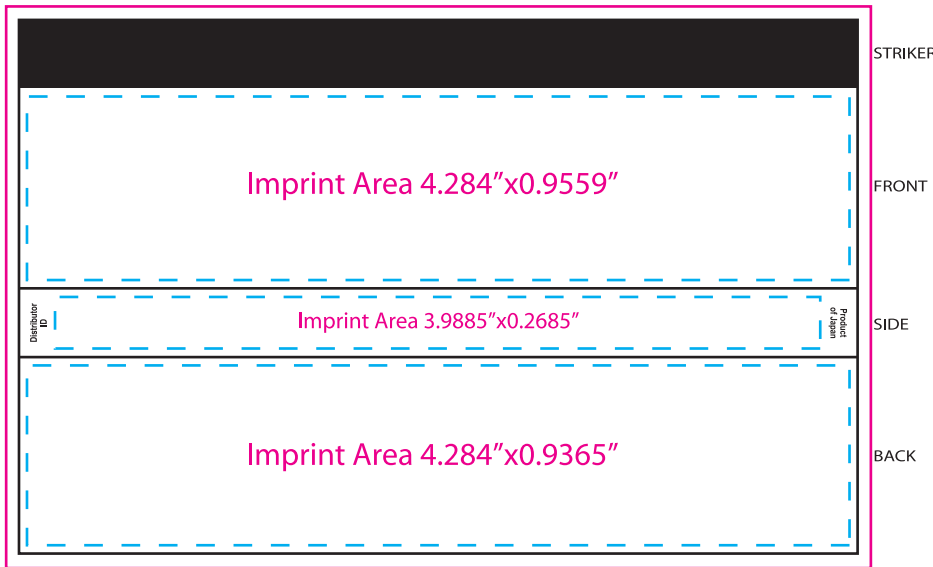 STRIKER
Imprint Area 4.284”x0.9559”
FRONT
Distributor
ID
Imprint Area 3.9885”x0.2685”
Product
of Japan
SIDE
Imprint Area 4.284”x0.9365”
BACK